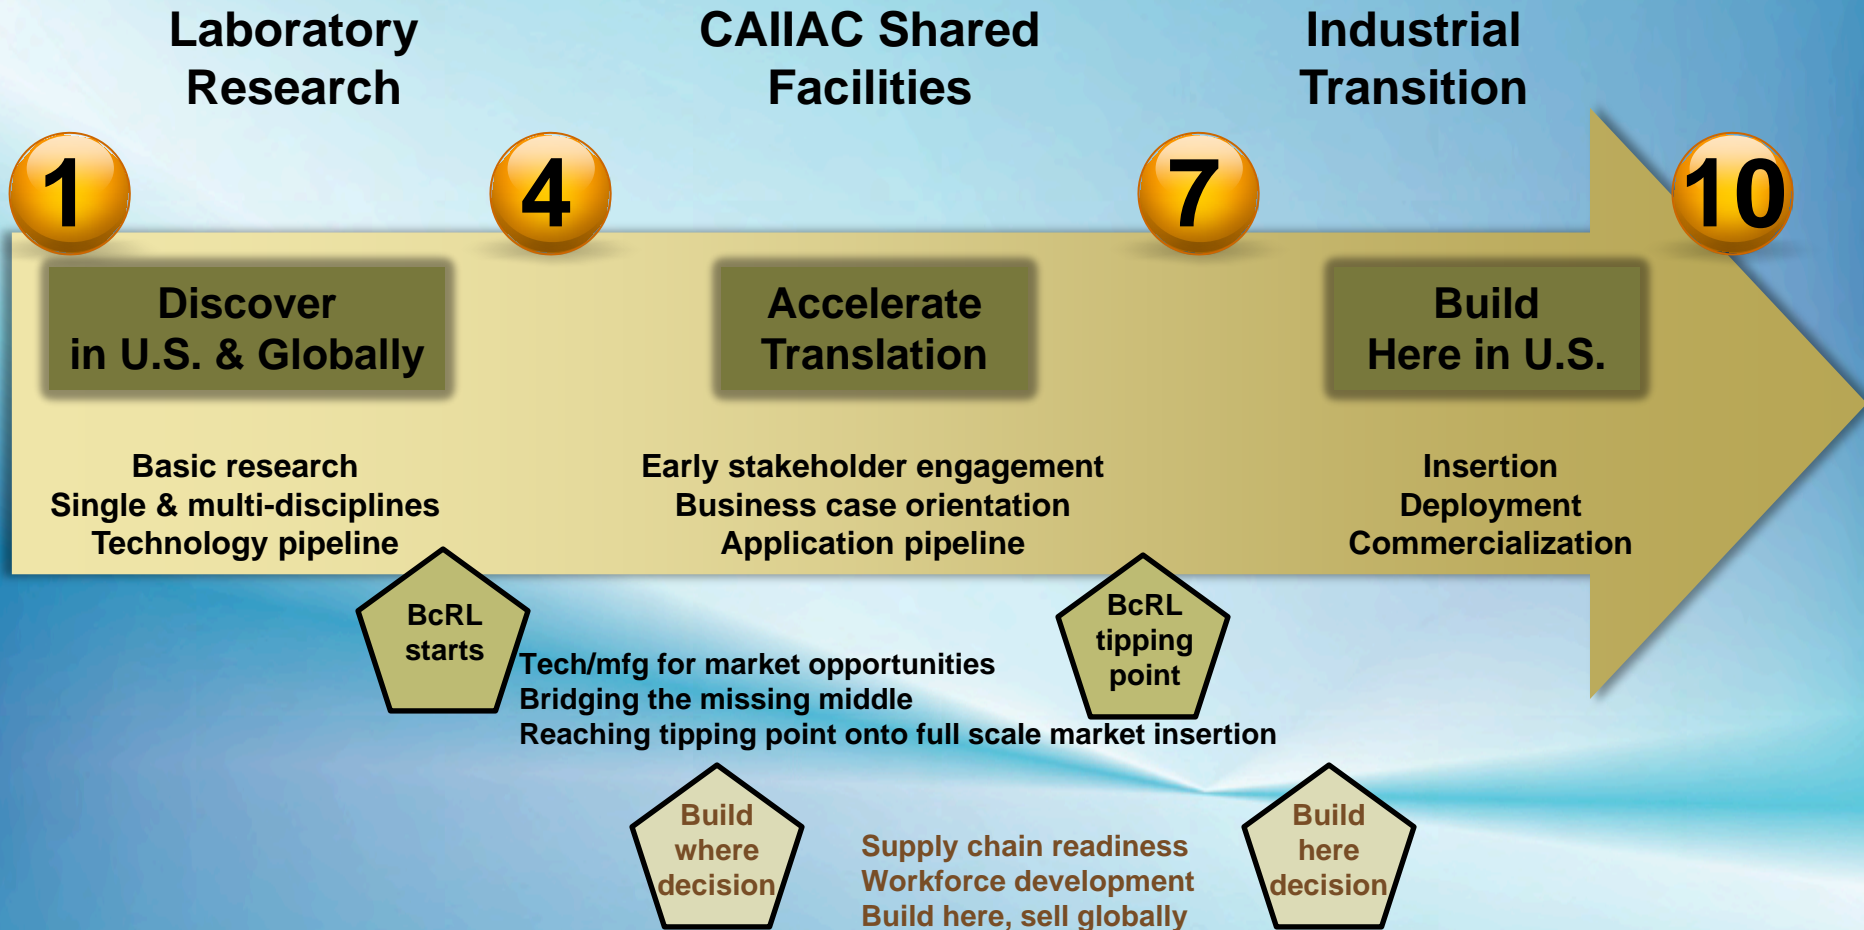 Laboratory
Research
CAIIAC Shared
Facilities
Industrial
Transition
1
4
7
10
Discover
in U.S. & Globally
Accelerate
Translation
Build
Here in U.S.
Basic research
Single & multi-disciplines
Technology pipeline
Early stakeholder engagement
Business case orientation
Application pipeline
Insertion
Deployment
Commercialization
BcRL
starts
Tech/mfg for market opportunities
Bridging the missing middle
Reaching tipping point onto full scale market insertion
BcRL
tipping
point
Build
where
decision
Supply chain readiness
Workforce development
Build here, sell globally
Build
here
decision